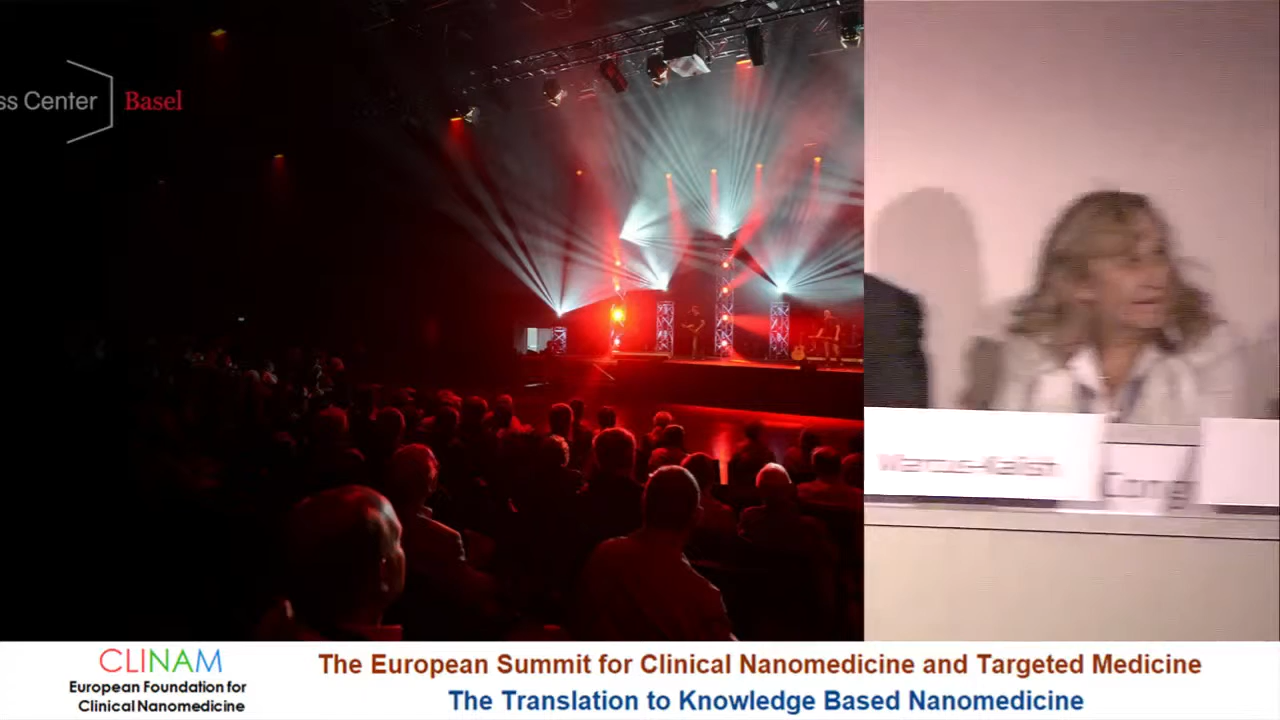 ss Center
Basel
CLINAM
European Foundation for
Clinical Nanomedicine
The European Summit for Clinical Nanomedicine and Targeted Medicine
The Translation to Knowledge Based Nanomedicine